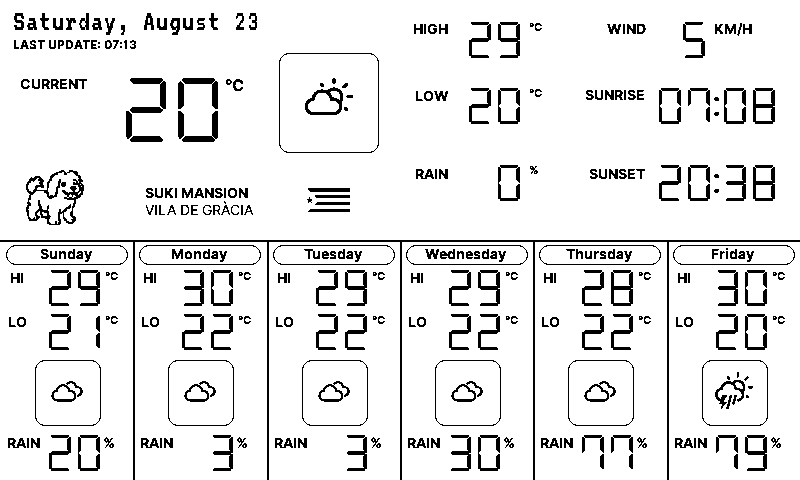 Saturday, August 23
LAST UPDATE: 07:13
CURRENT 20 °C
HIGH 29 °C
WIND 5 KM/H
LOW 20 °C
SUNRISE 07:08
RAIN 0 %
SUNSET 20:38
SUKI MANSION
VILA DE GRÀCIA
Sunday
HI 29 °C
LO 21 °C
RAIN 20 %
Monday
HI 30 °C
LO 22 °C
RAIN 3 %
Tuesday
HI 29 °C
LO 22 °C
RAIN 3 %
Wednesday
HI 29 °C
LO 22 °C
RAIN 30 %
Thursday
HI 28 °C
LO 22 °C
RAIN 77 %
Friday
HI 30 °C
LO 20 °C
RAIN 79 %